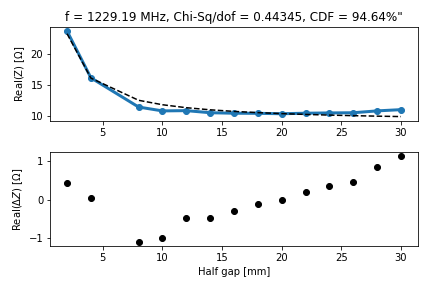 f = 1229.19 MHz, Chi-Sq/dof = 0.44345, CDF = 94.64%"
Real(Z) [Ω]
20
15
10
5 10 15 20 25 30
Real(ΔZ) [Ω]
1
0
−1
5 10 15 20 25 30
Half gap [mm]